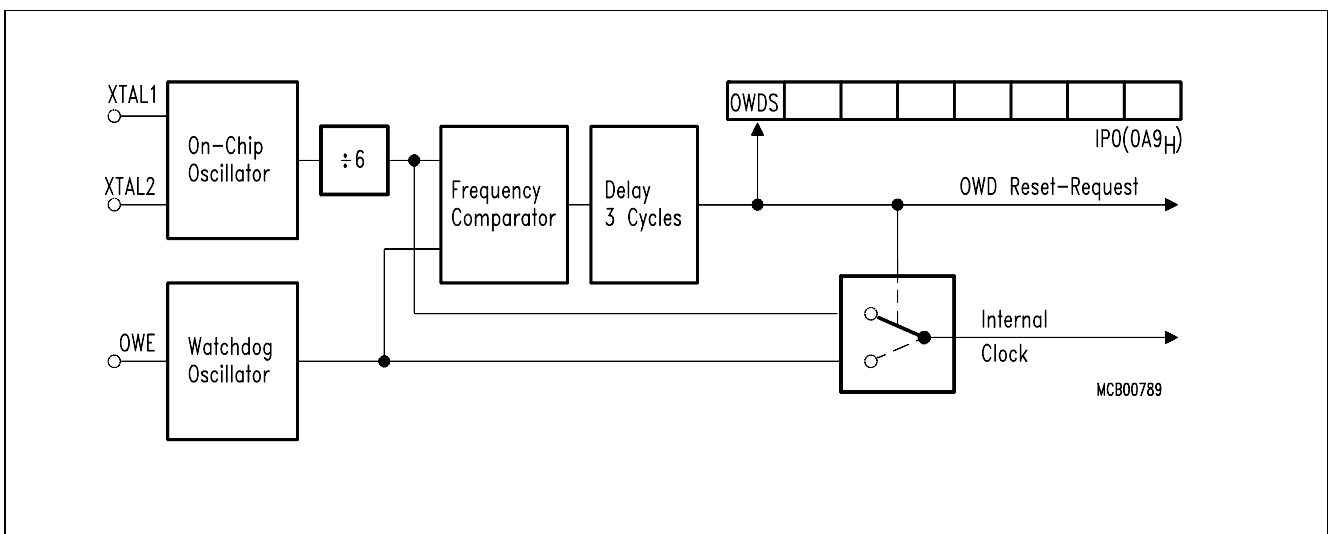 XTAL1
XTAL2
On-Chip
Oscillator
÷6
Frequency
Comparator
Delay
3 Cycles
OWDS
IP0(0A9H)
OWD Reset-Request
OWE
Watchdog
Oscillator
Internal
Clock
MCB00789